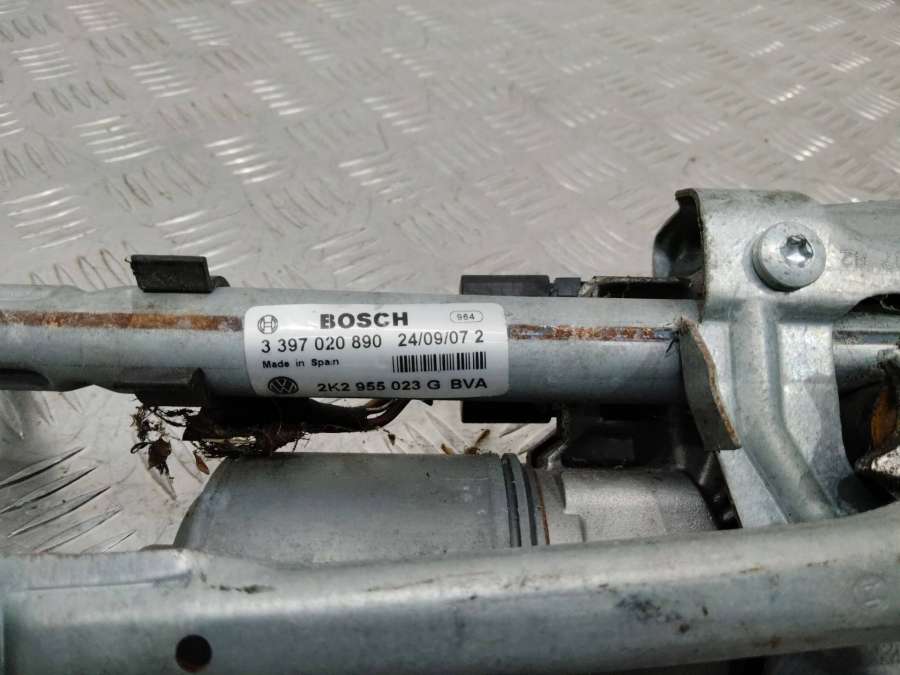 BOSCH 964
3 397 020 890 24/09/07 2
Made in Spain
2K2 955 023 G BVA